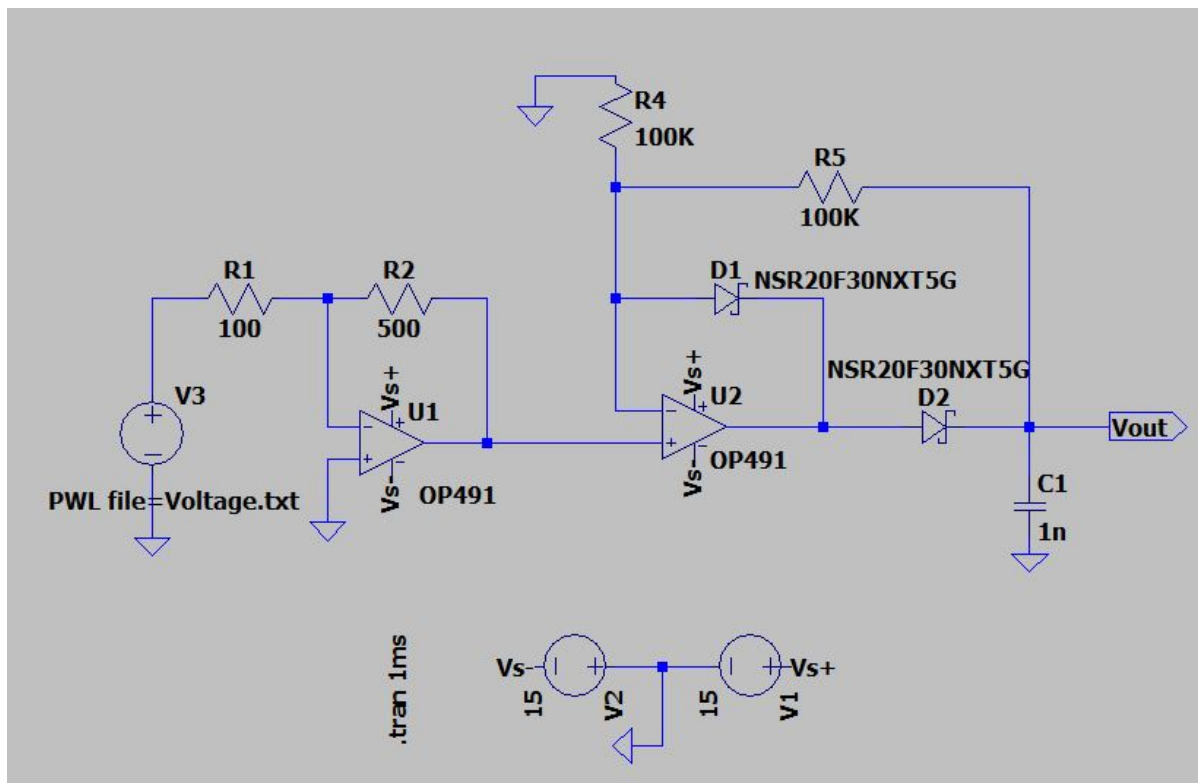 R4
100K
R5
100K
R1
100
R2
500
D1
NSR20F30NXT5G
V3
PWL file=Voltage.txt
Vs+
U1
Vs-
OP491
Vs+
U2
Vs-
OP491
NSR20F30NXT5G
D2
Vout
C1
1n
.tran 1ms
Vs-
15
V2
15
V1
Vs+